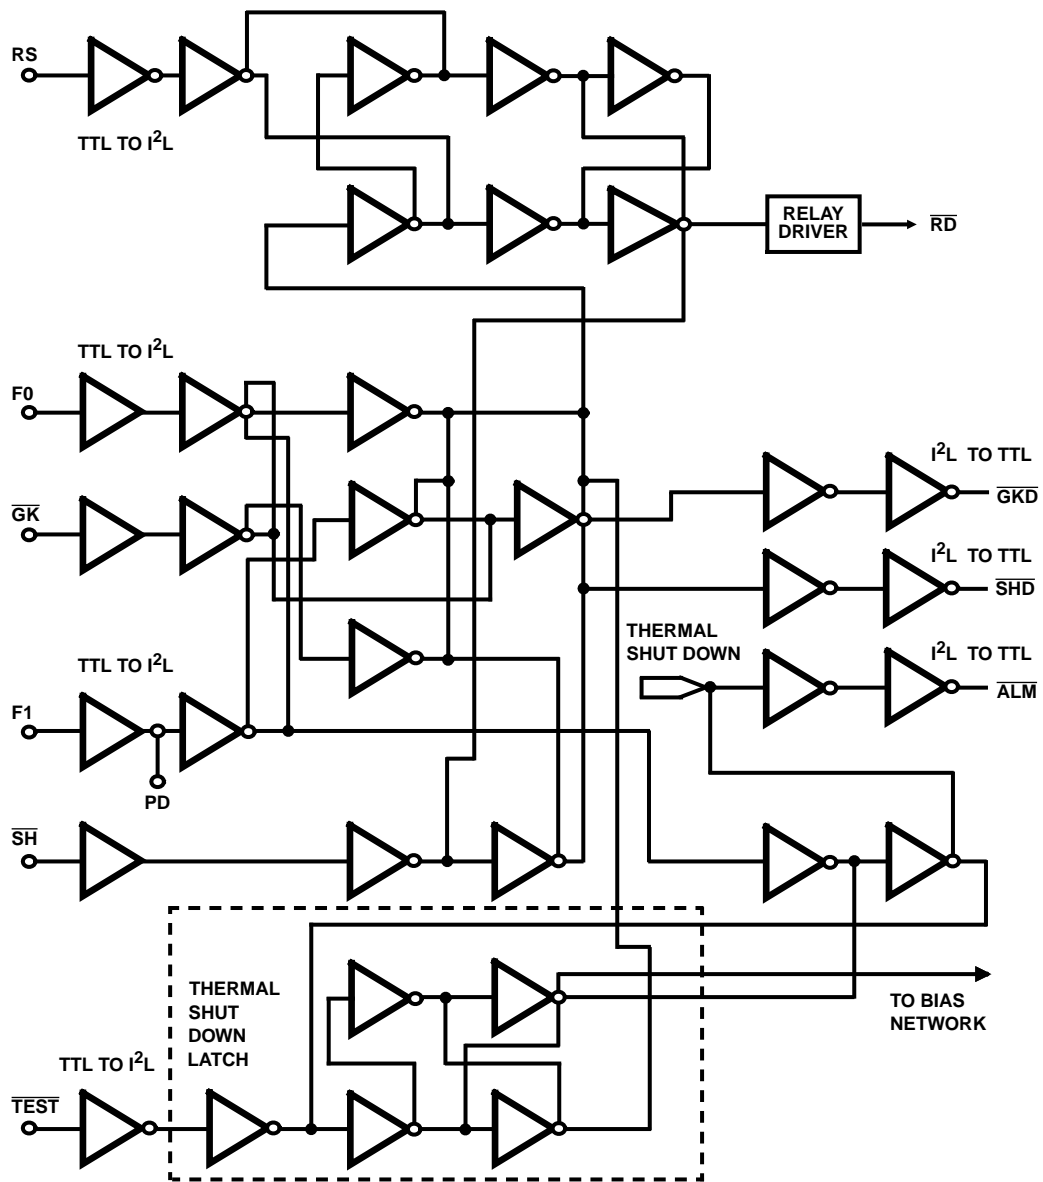 RS
TTL TO I²L
RELAY
DRIVER
RD
TTL TO I²L
F0
I²L TO TTL
GKD
GK
I²L TO TTL
SHD
THERMAL
SHUT DOWN
I²L TO TTL
ALM
TTL TO I²L
F1
PD
SH
THERMAL
SHUT
DOWN
LATCH
TO BIAS
NETWORK
TTL TO I²L
TEST